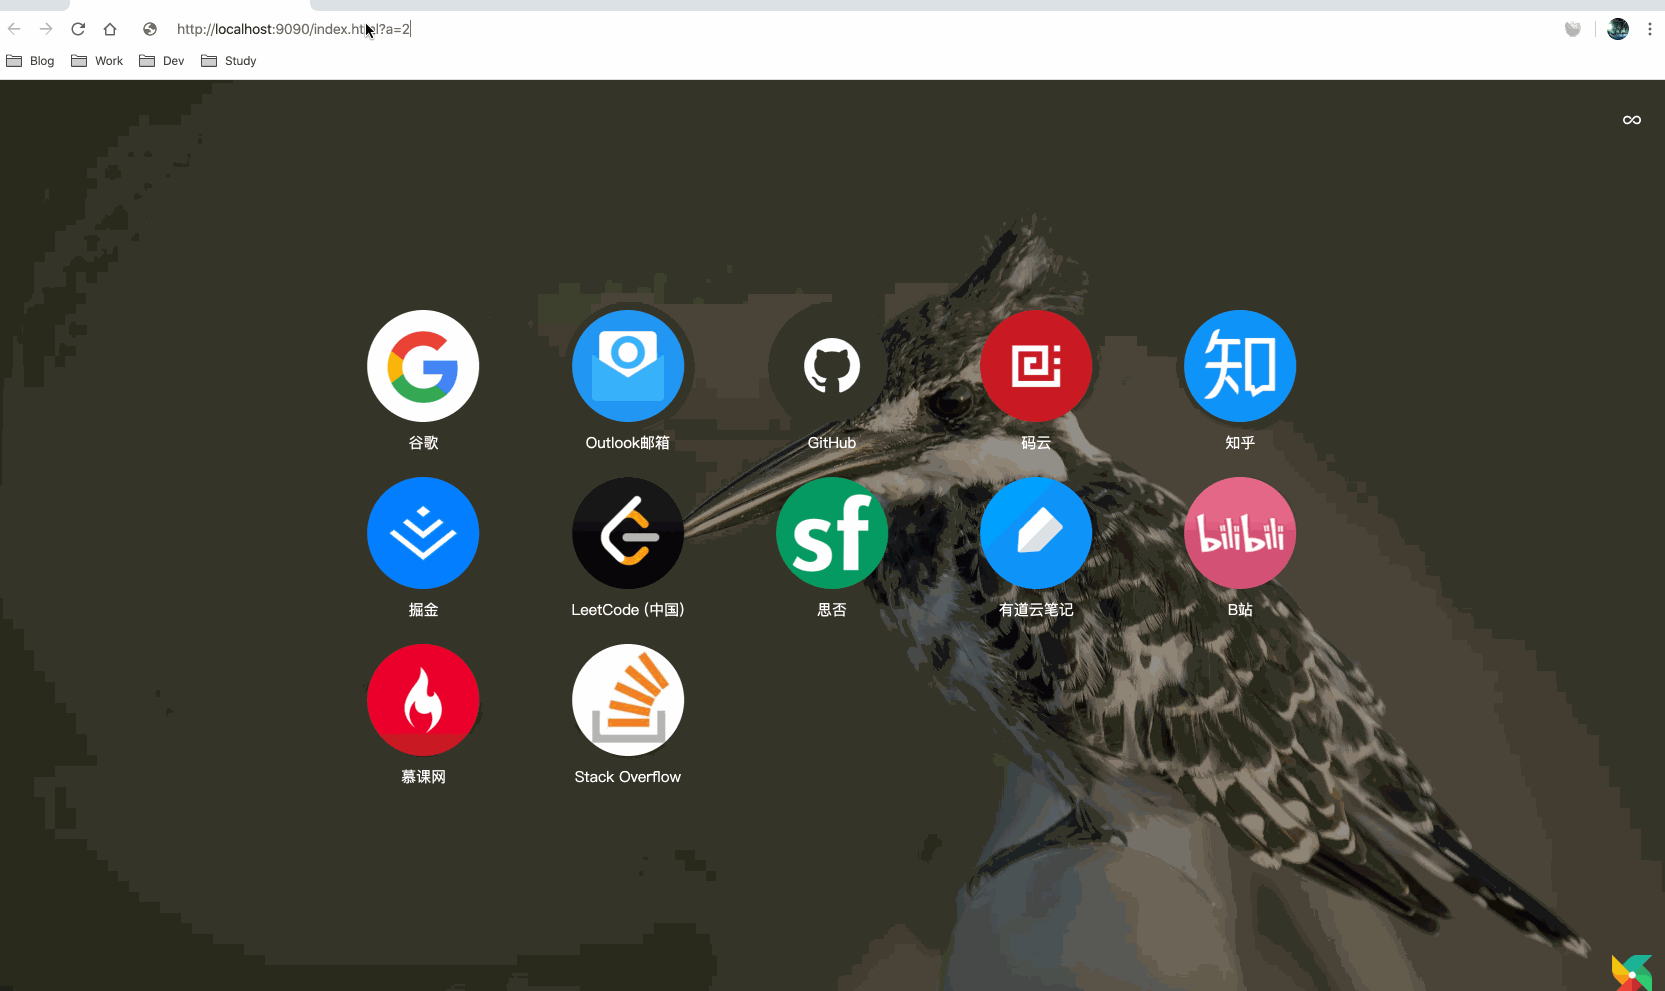 http://localhost:9090/index.html?a=2
Blog Work Dev Study
谷歌 Outlook邮箱 GitHub 码云 知乎
知
掘金 LeetCode (中国) 思否 有道云笔记 B站
sf bilibili
慕课网 Stack Overflow